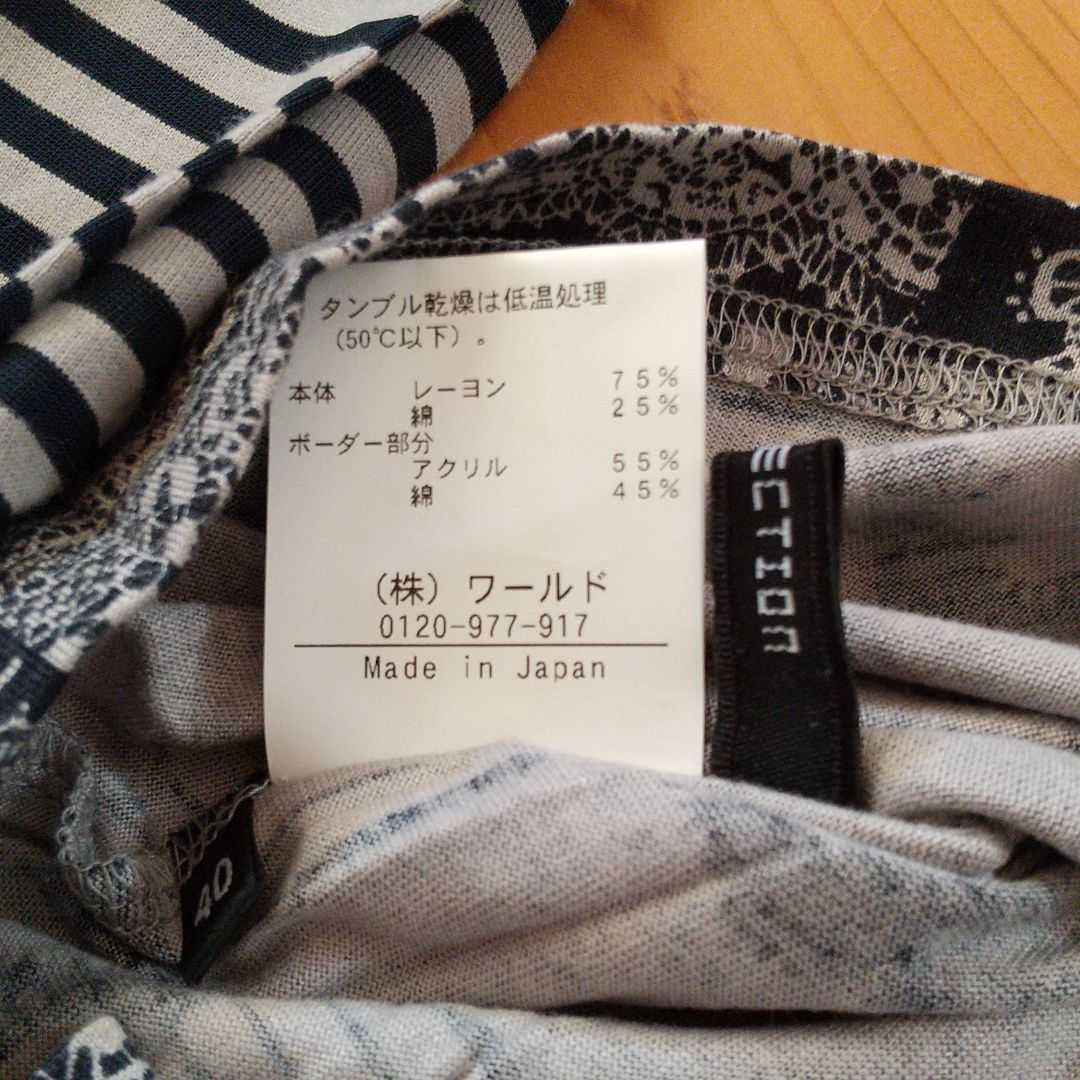 タンブル乾燥は低温処理
(50℃以下)。
本体 レーヨン 75%
綿 25%
ボーダー部分
アクリル 55%
綿 45%
(株) ワールド
0120-977-917
Made in Japan
ECTION
40